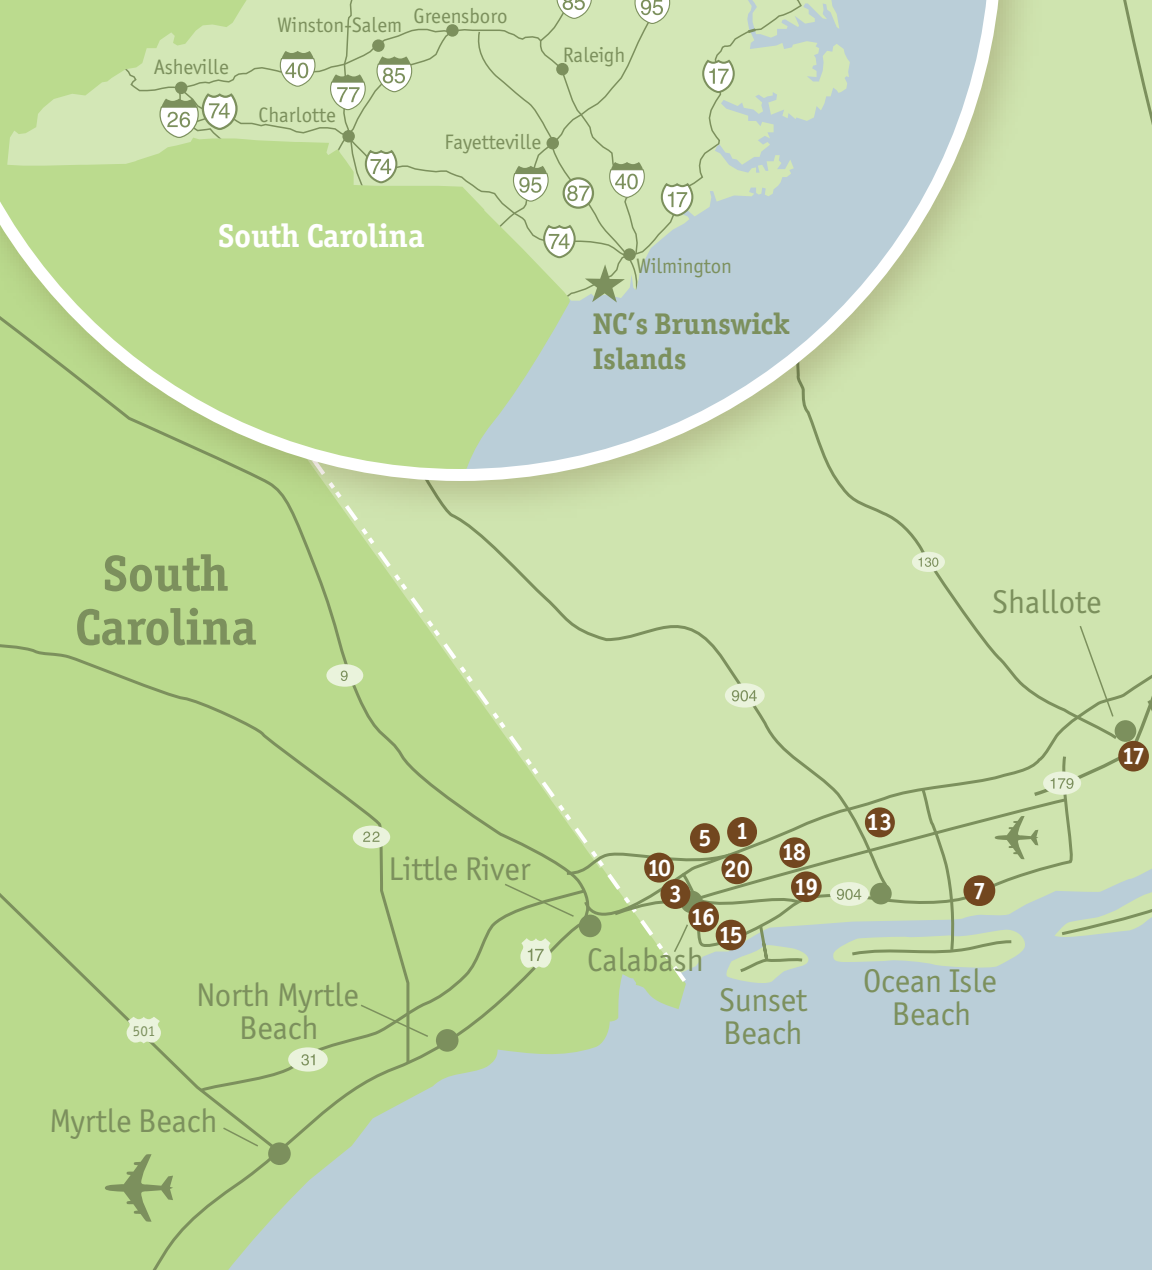 85
95
Greensboro
Winston-Salem
Raleigh
Asheville
40
85
17
77
26
74
Charlotte
Fayetteville
74
95
87
40
17
74
South Carolina
Wilmington
NC's Brunswick
Islands
130
Shallote
South
Carolina
9
904
17
179
22
5
1
13
18
Little River
10
20
3
19
904
7
16
15
17
Calabash
North Myrtle
Beach
Sunset
Beach
Ocean Isle
Beach
501
31
Myrtle Beach